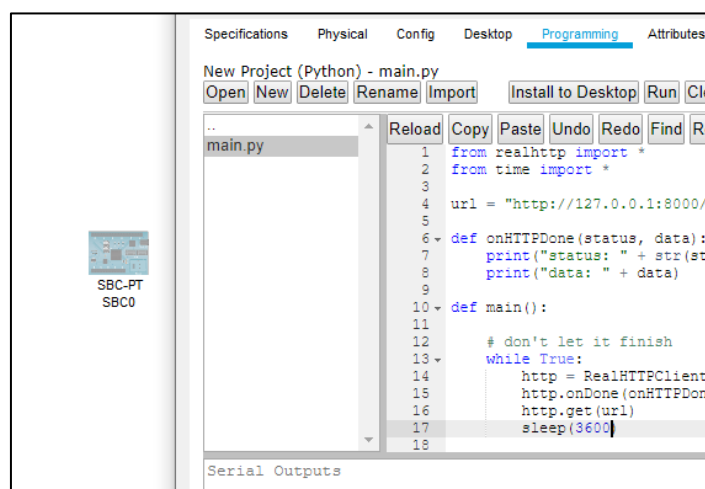 Specifications Physical Config Desktop Programming Attributes
New Project (Python) - main.py
Open New Delete Rename Import Install to Desktop Run
..
main.py
Reload Copy Paste Undo Redo Find
1 from realhttp import *
2 from time import *
3
4 url = "http://127.0.0.1:8000/
5
6 def onHTTPDone(status, data):
7 print("status: " + str(st
8 print("data: " + data)
9
10 def main():
11
12 # don't let it finish
13 while True:
14 http = RealHTTPClient
15 http.onDone(onHTTPDon
16 http.get(url)
17 sleep(3600)
18
SBC-PT
SBC0
Serial Outputs